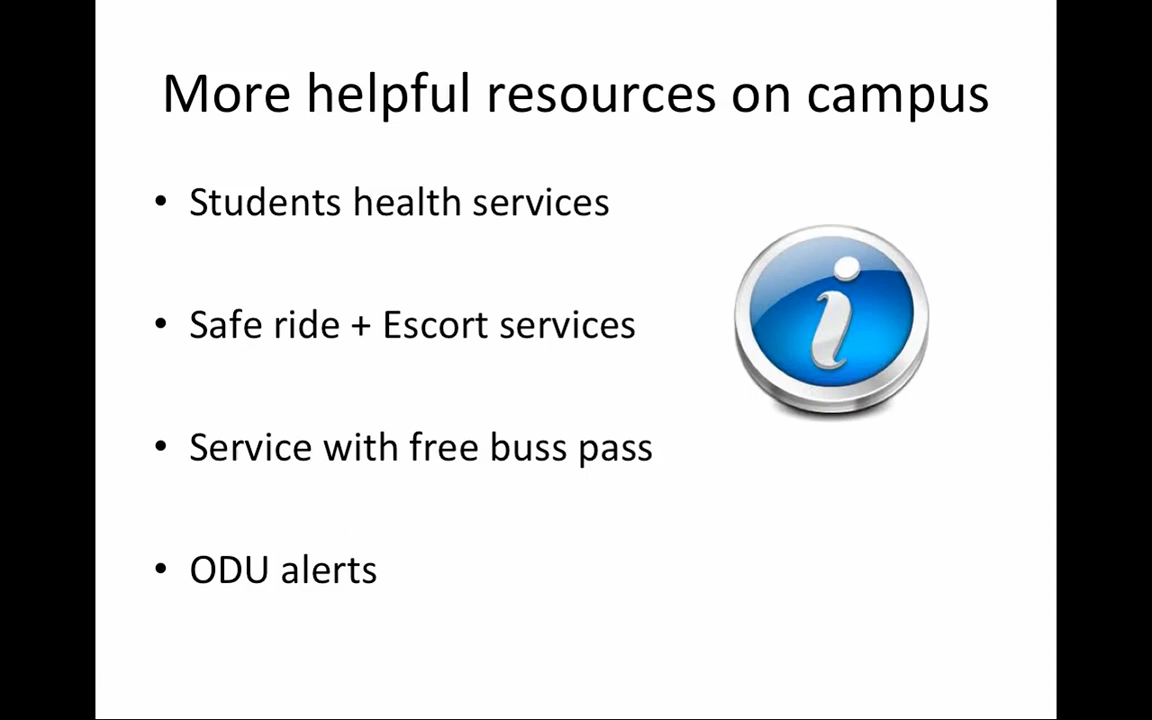 More helpful resources on campus
• Students health services
• Safe ride + Escort services
• Service with free buss pass
• ODU alerts
i